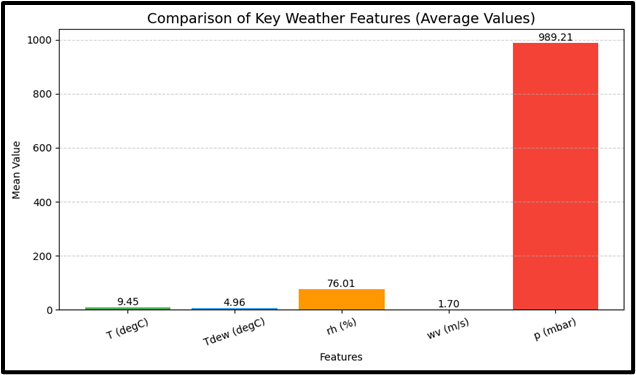 Comparison of Key Weather Features (Average Values)
1000
800
600
400
200
0
Mean Value
9.45
4.96
76.01
1.70
989.21
T (degC)
Tdew (degC)
rh (%)
wv (m/s)
p (mbar)
Features